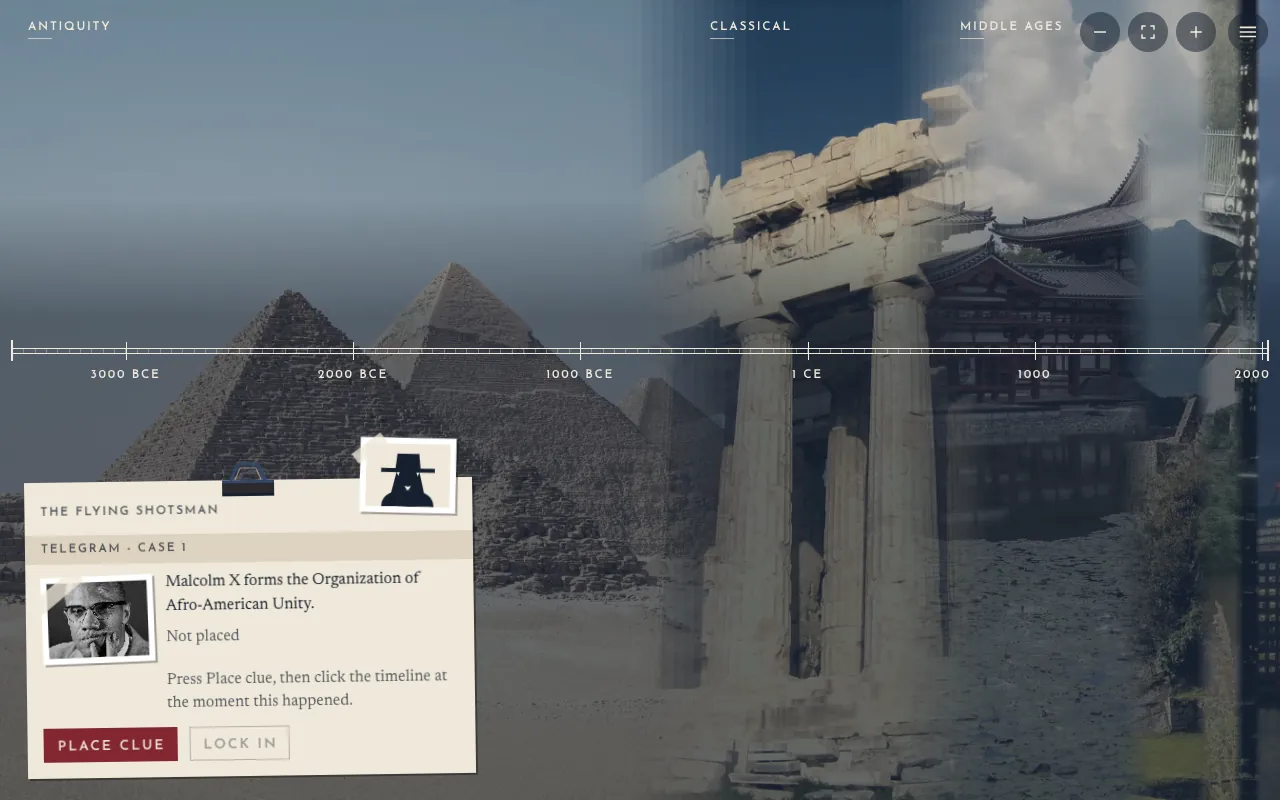 ANTIQUITY
CLASSICAL
MIDDLE AGES
3000 BCE
2000 BCE
1000 BCE
1 CE
1000
2000
THE FLYING SHOTSMAN
TELEGRAM - CASE 1
Malcolm X forms the Organization of
Afro-American Unity.
Not placed
Press Place clue, then click the timeline at
the moment this happened.
PLACE CLUE
LOCK IN